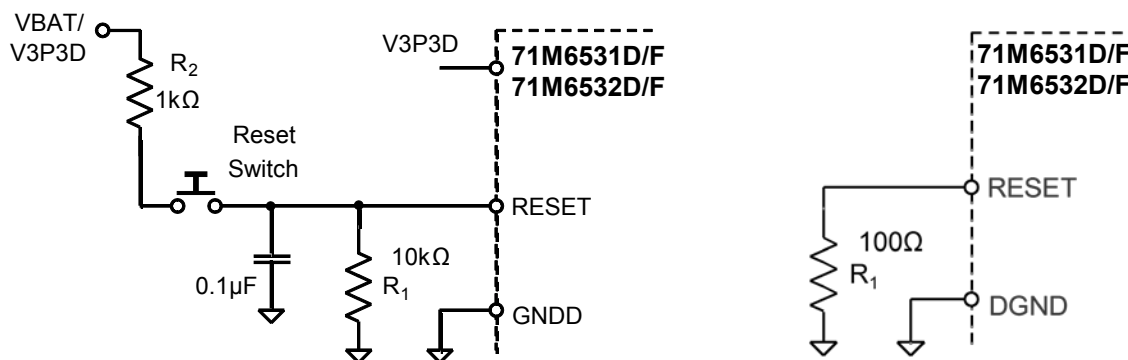 VBAT/
V3P3D
R2
1kΩ
Reset
Switch
0.1µF
10kΩ
R1
V3P3D
71M6531D/F
71M6532D/F
RESET
GNDD
71M6531D/F
71M6532D/F
RESET
100Ω
R1
DGND